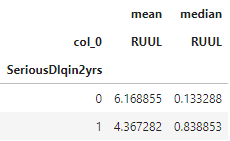 mean median
col_0 RUUL RUUL
SeriousDlqin2yrs
0 6.168855 0.133288
1 4.367282 0.838853